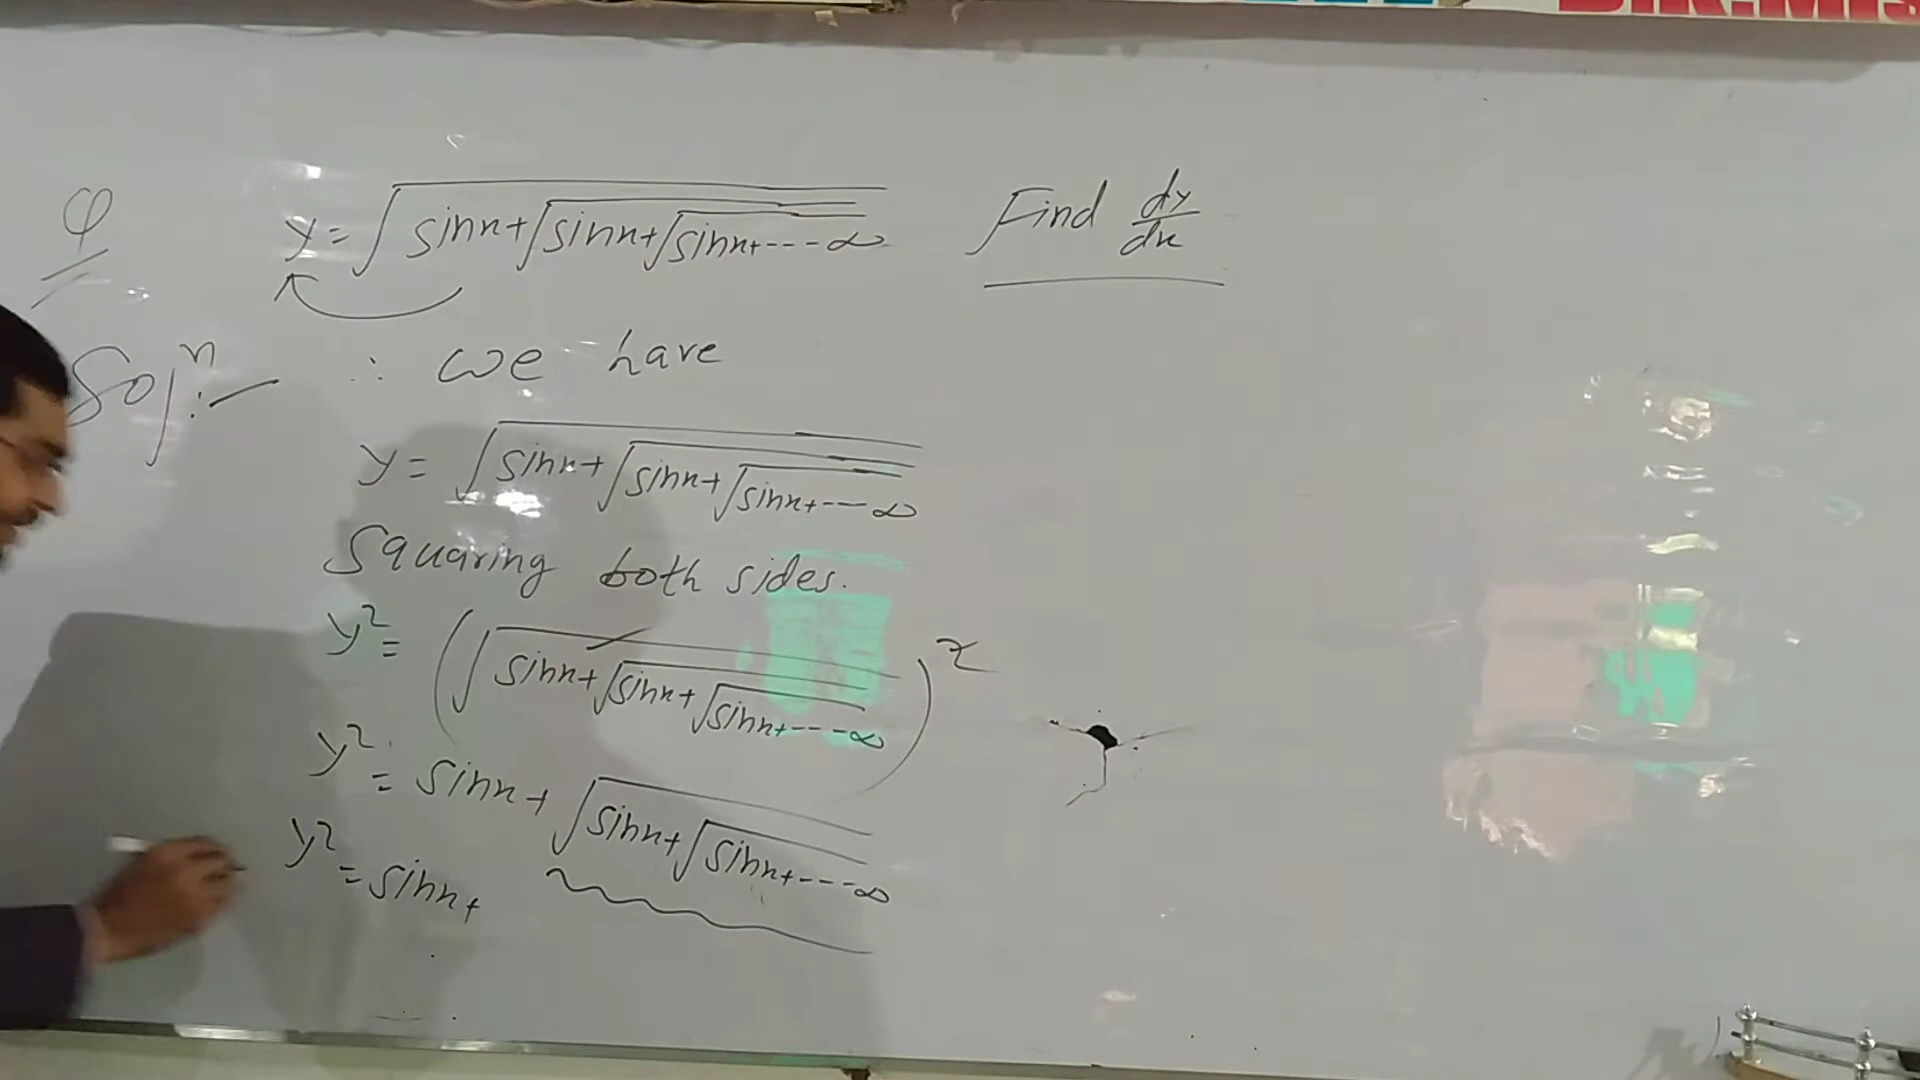 Q y = √(sinx + √(sinx + √(sinx + --- ∞ Find dy/dx
Solⁿ:- ∴ we have
y = √(sinx + √(sinx + √(sinx + --- ∞
Squaring both sides.
y² = (√(sinx + √(sinx + √(sinx + --- ∞)²
y² = sinx + √(sinx + √(sinx + --- ∞
y² = sinx +